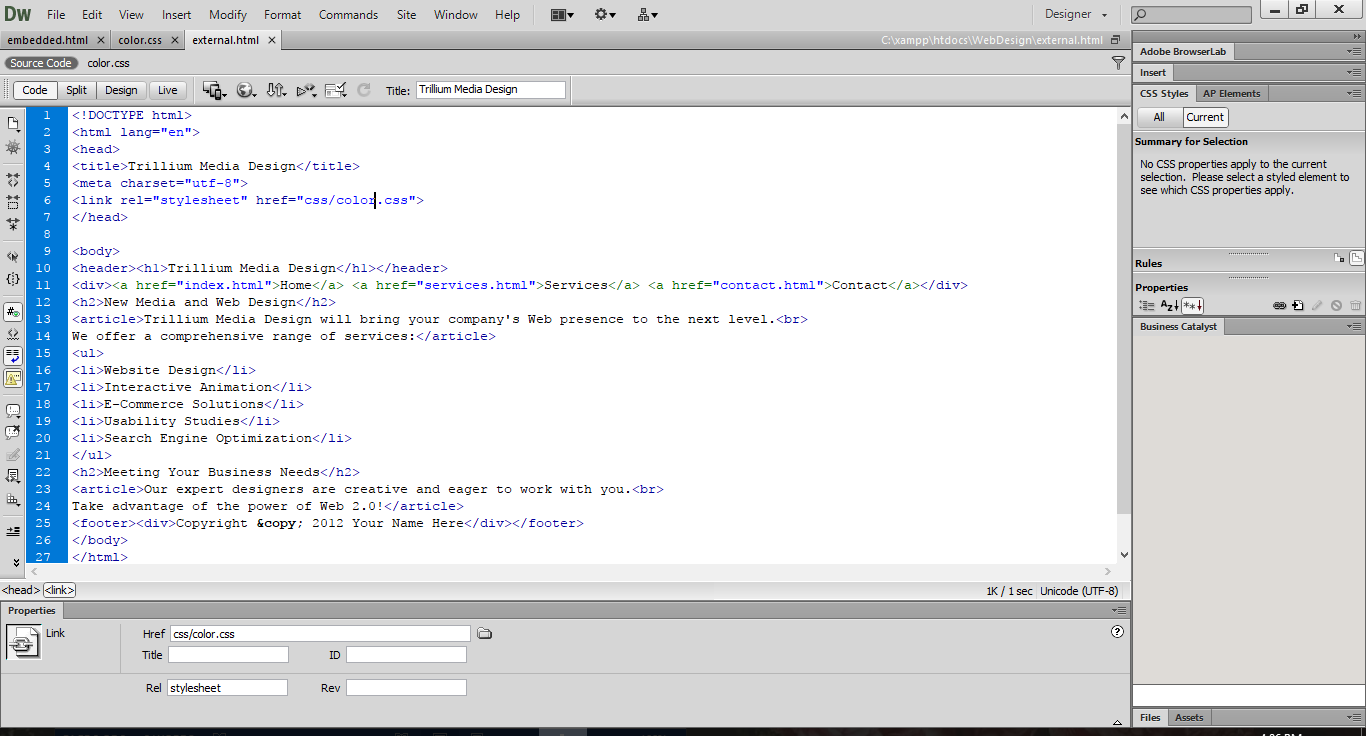 Dw File Edit View Insert Modify Format Commands Site Window Help Designer
embedded.html color.css external.html C:\xampp\htdocs\WebDesign\external.html
Source Code color.css
Code Split Design Live Title: Trillium Media Design
1 <!DOCTYPE html>
2 <html lang="en">
3 <head>
4 <title>Trillium Media Design</title>
5 <meta charset="utf-8">
6 <link rel="stylesheet" href="css/color.css">
7 </head>
8
9 <body>
10 <header><h1>Trillium Media Design</h1></header>
11 <div><a href="index.html">Home</a> <a href="services.html">Services</a> <a href="contact.html">Contact</a></div>
12 <h2>New Media and Web Design</h2>
13 <article>Trillium Media Design will bring your company's Web presence to the next level.<br>
14 We offer a comprehensive range of services:</article>
15 <ul>
16 <li>Website Design</li>
17 <li>Interactive Animation</li>
18 <li>E-Commerce Solutions</li>
19 <li>Usability Studies</li>
20 <li>Search Engine Optimization</li>
21 </ul>
22 <h2>Meeting Your Business Needs</h2>
23 <article>Our expert designers are creative and eager to work with you.<br>
24 Take advantage of the power of Web 2.0!</article>
25 <footer><div>Copyright &copy; 2012 Your Name Here</div></footer>
26 </body>
27 </html>
<head> <link> 1K / 1 sec Unicode (UTF-8)
Properties
Link Href css/color.css
Title ID
Rel stylesheet Rev
Adobe BrowserLab
Insert
CSS Styles AP Elements
All Current
Summary for Selection
No CSS properties apply to the current
selection. Please select a styled element to
see which CSS properties apply.
Rules
Properties
Business Catalyst
Files Assets